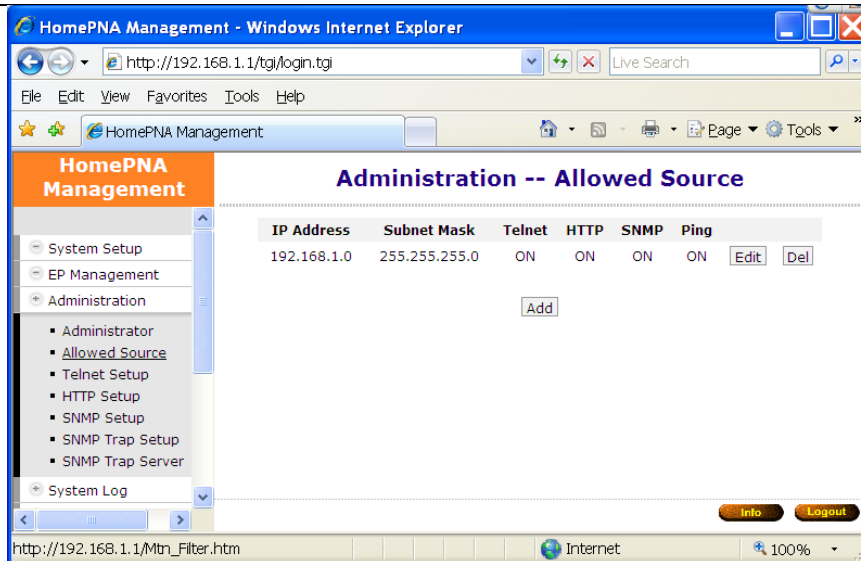 HomePNA Management - Windows Internet Explorer
http://192.168.1.1/tgi/login.tgi
Live Search
File Edit View Favorites Tools Help
HomePNA Management
Page Tools »
HomePNA
Management
System Setup
EP Management
Administration
Administrator
Allowed Source
Telnet Setup
HTTP Setup
SNMP Setup
SNMP Trap Setup
SNMP Trap Server
System Log
Administration -- Allowed Source
IP Address Subnet Mask Telnet HTTP SNMP Ping
192.168.1.0 255.255.255.0 ON ON ON ON Edit Del
Add
Info Logout
http://192.168.1.1/Mtn_Filter.htm Internet 100%